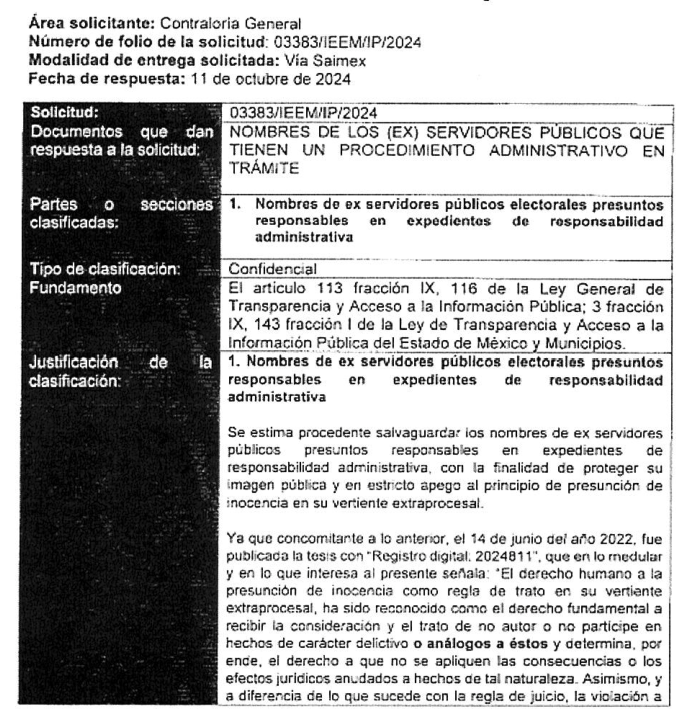 Área solicitante: Contraloría General
Número de folio de la solicitud: 03383/IEEM/IP/2024
Modalidad de entrega solicitada: Vía Saimex
Fecha de respuesta: 11 de octubre de 2024
Solicitud: 03383/IEEM/IP/2024
Documentos que dan respuesta a la solicitud:
NOMBRES DE LOS (EX) SERVIDORES PÚBLICOS QUE
TIENEN UN PROCEDIMIENTO ADMINISTRATIVO EN
TRÁMITE
Partes o secciones
clasificadas:
1. Nombres de ex servidores públicos electorales presuntos
responsables en expedientes de responsabilidad
administrativa
Tipo de clasificación: Confidencial
Fundamento
El artículo 113 fracción IX, 116 de la Ley General de
Transparencia y Acceso a la Información Pública; 3 fracción
IX, 143 fracción I de la Ley de Transparencia y Acceso a la
Información Pública del Estado de México y Municipios.
Justificación de la
clasificación:
1. Nombres de ex servidores públicos electorales presuntos
responsables en expedientes de responsabilidad
administrativa
Se estima procedente salvaguardar los nombres de ex servidores
públicos presuntos responsables en expedientes de
responsabilidad administrativa, con la finalidad de proteger su
imagen pública y en estricto apego al principio de presunción de
inocencia en su vertiente extraprocesal.
Ya que concomitante a lo anterior, el 14 de junio del año 2022, fue
publicada la tesis con "Registro digital: 2024811", que en lo medular
y en lo que interesa al presente señala: "El derecho humano a la
presunción de inocencia como regla de trato en su vertiente
extraprocesal, ha sido reconocido como el derecho fundamental a
recibir la consideración y el trato de no autor o no partícipe en
hechos de carácter delictivo o análogos a éstos y determina, por
ende, el derecho a que no se apliquen las consecuencias o los
efectos jurídicos anudados a hechos de tal naturaleza. Asimismo, y
a diferencia de lo que sucede con la regla de juicio, la violación a